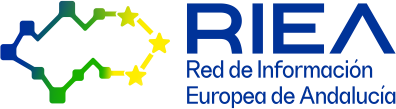 RIEA
Red de Información
Europea de Andalucía